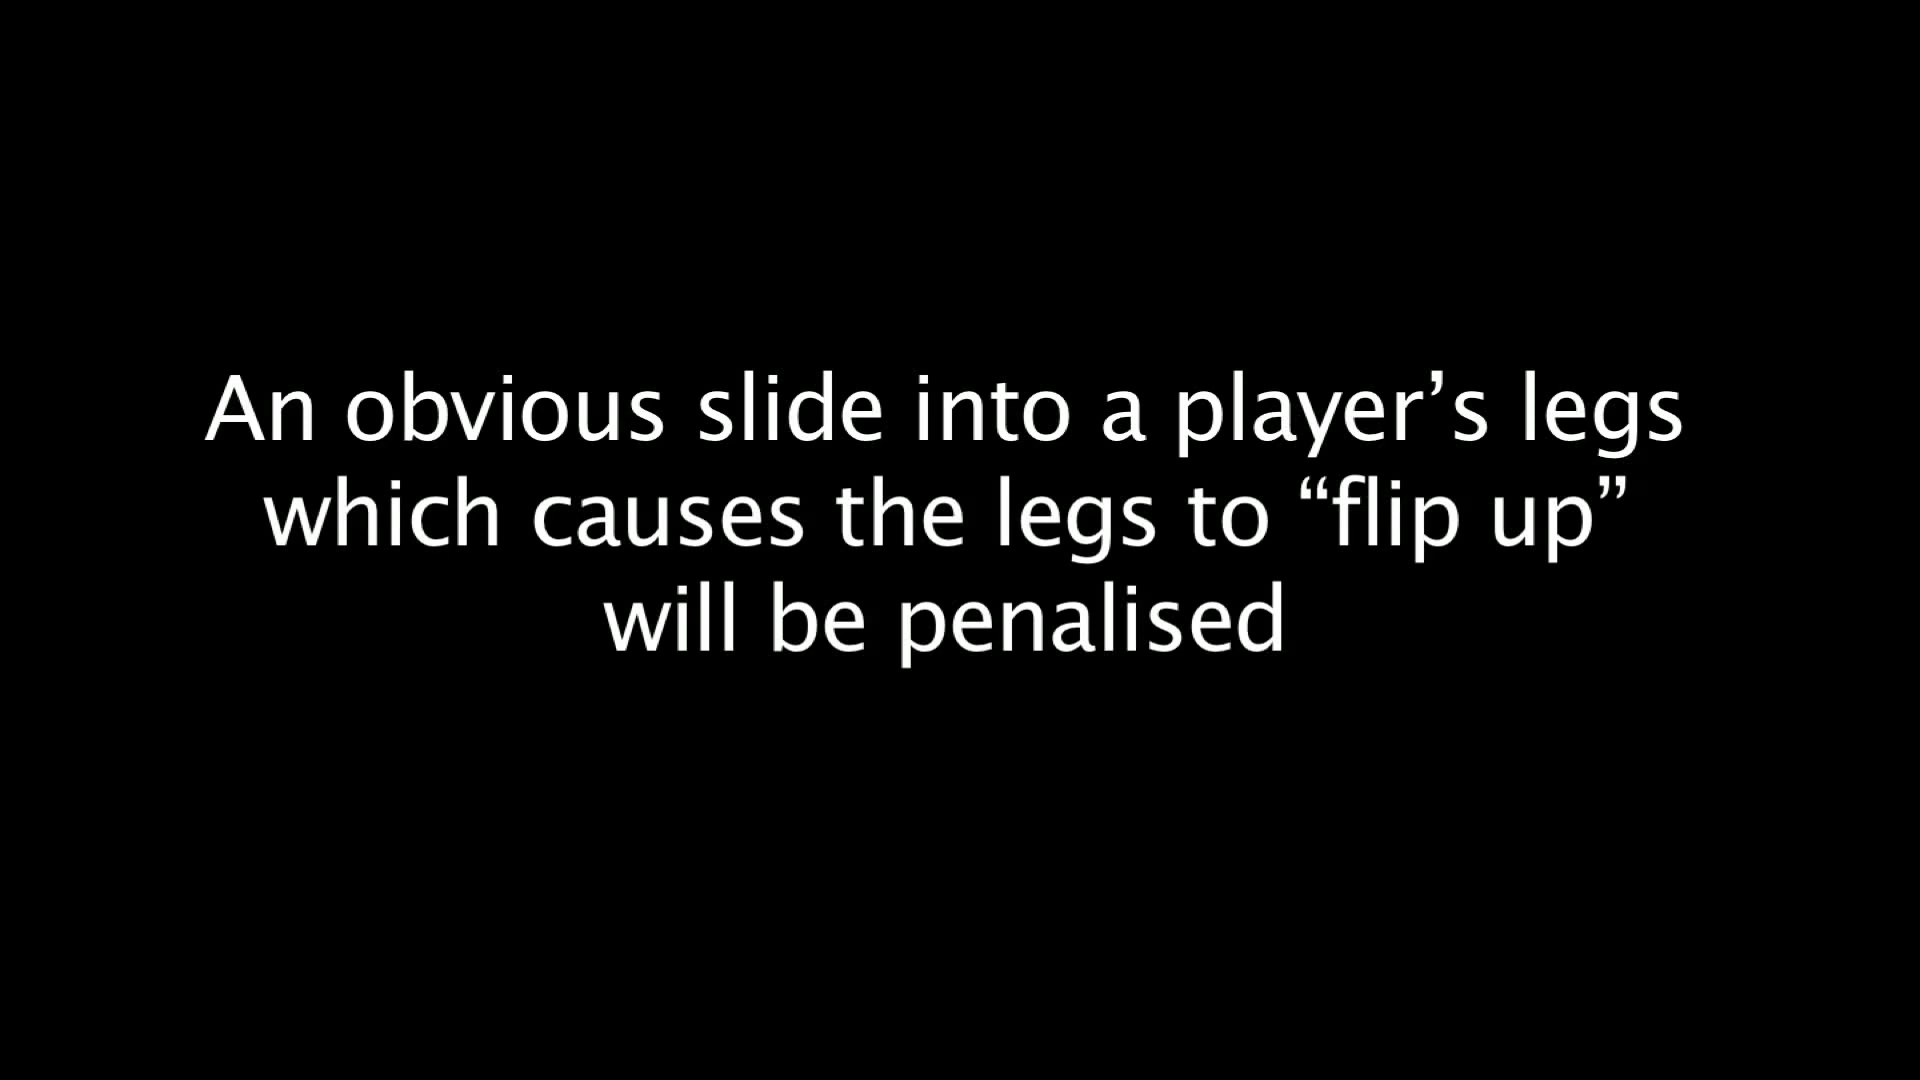 An obvious slide into a player’s legs
which causes the legs to “flip up”
will be penalised